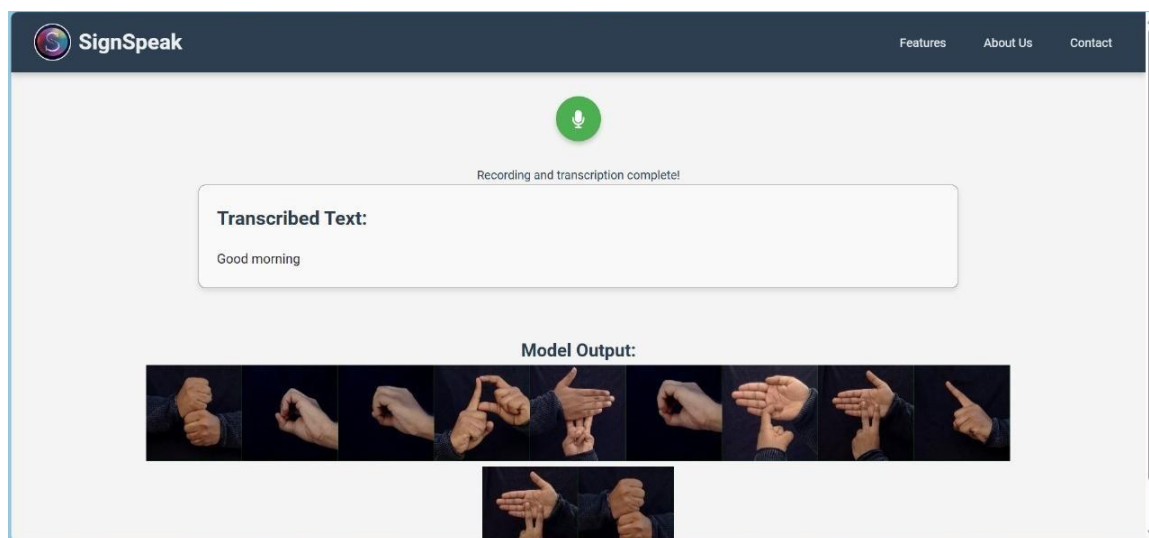 SignSpeak
Features About Us Contact
Recording and transcription complete!
Transcribed Text:
Good morning
Model Output: